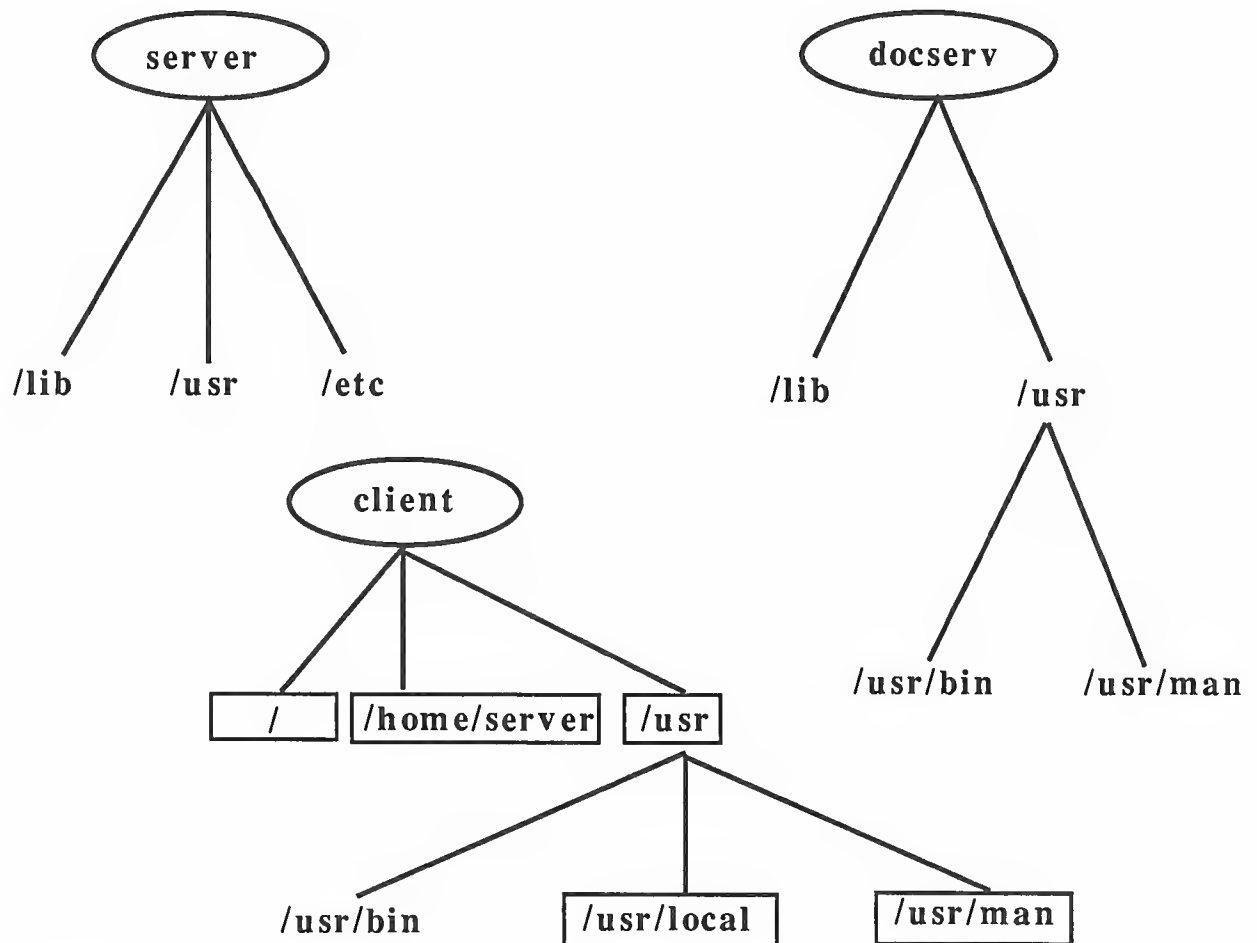 server
docserv
/lib /usr /etc
/lib /usr
client
/usr/bin /usr/man
/ /home/server /usr
/usr/bin /usr/local /usr/man